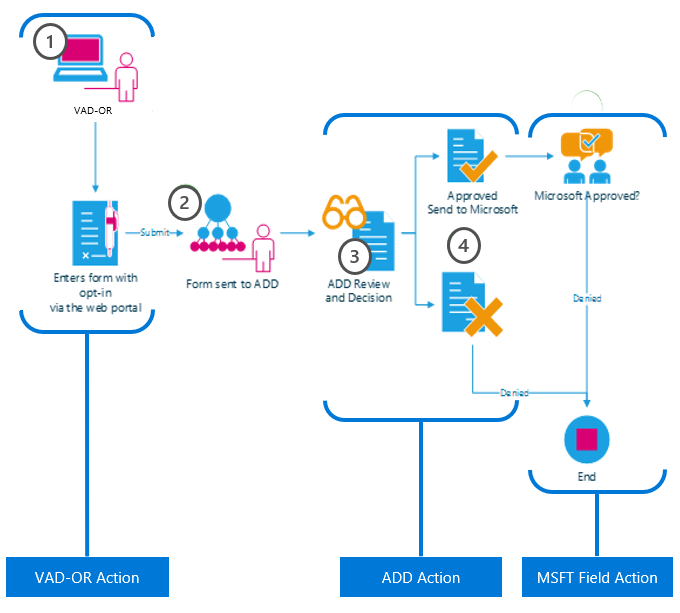 1
VAD-OR
2
Submit
Enters form with
opt-in
via the web portal
Form sent to ADD
3
ADD Review
and Decision
4
Approved
Send to Microsoft
Microsoft Approved?
Denied
Denied
End
VAD-OR Action
ADD Action
MSFT Field Action